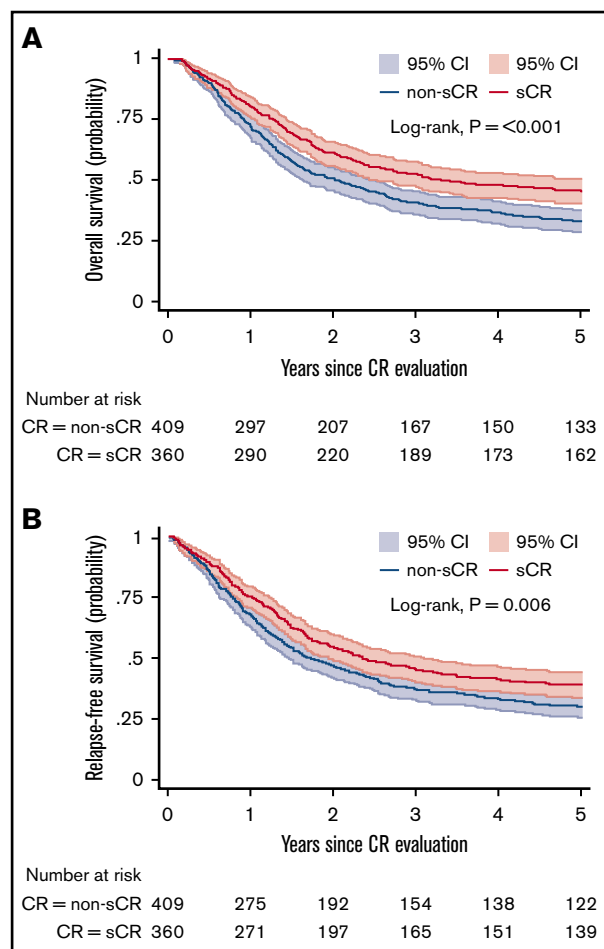 A
1
.75
.5
.25
0
Overall survival (probability)
95% CI 95% CI
non-sCR sCR
Log-rank, P = <0.001
0 1 2 3 4 5
Years since CR evaluation
Number at risk
CR = non-sCR 409 297 207 167 150 133
CR = sCR 360 290 220 189 173 162
B
1
.75
.5
.25
0
Relapse-free survival (probability)
95% CI 95% CI
non-sCR sCR
Log-rank, P = 0.006
0 1 2 3 4 5
Years since CR evaluation
Number at risk
CR = non-sCR 409 275 192 154 138 122
CR = sCR 360 271 197 165 151 139